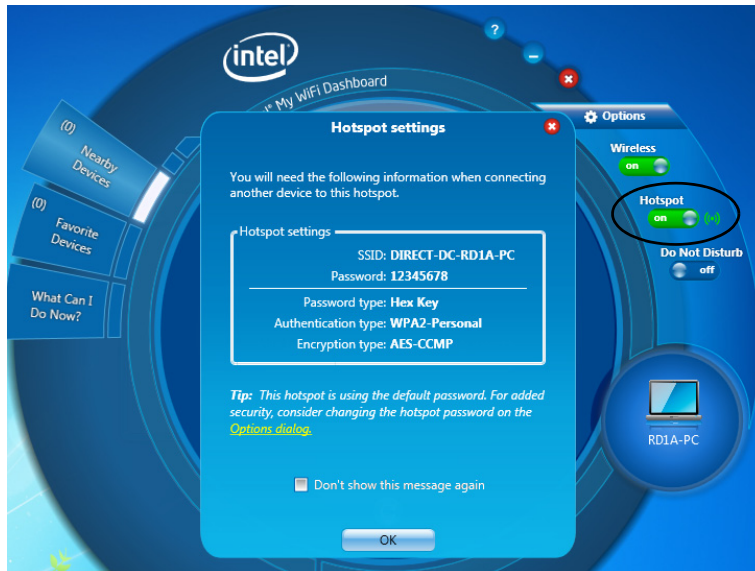 intel
?
l* My WiFi Dashboard
Hotspot settings
Options
Wireless
on
Hotspot
on
Do Not Disturb
off
(0)
Nearby
Devices
(0)
Favorite
Devices
What Can I
Do Now?
You will need the following information when connecting
another device to this hotspot.
Hotspot settings
SSID: DIRECT-DC-RD1A-PC
Password: 12345678
Password type: Hex Key
Authentication type: WPA2-Personal
Encryption type: AES-CCMP
Tip: This hotspot is using the default password. For added
security, consider changing the hotspot password on the
Options dialog.
Don't show this message again
OK
RD1A-PC